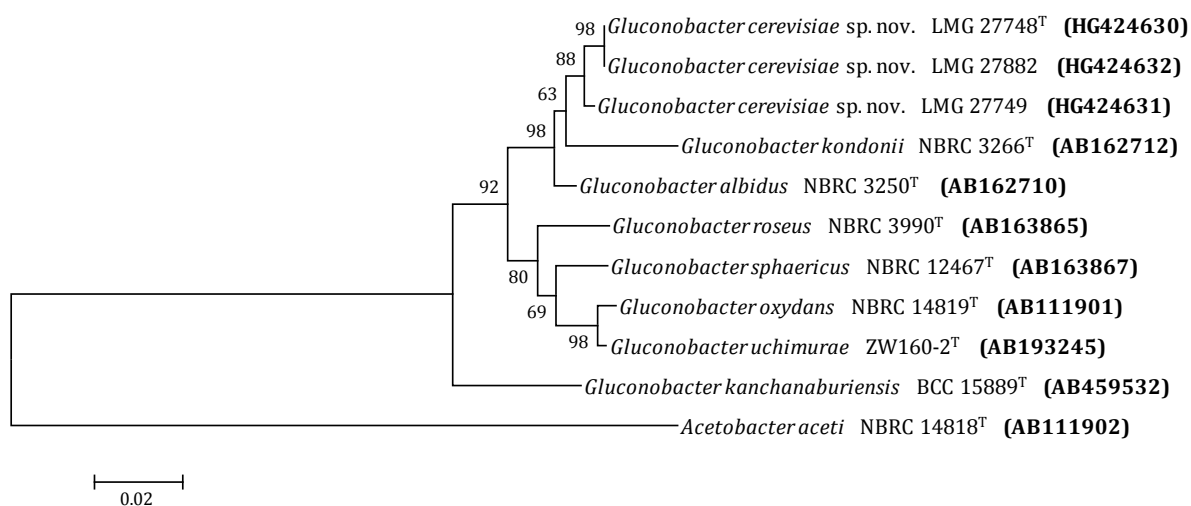 98 Gluconobacter cerevisiae sp. nov. LMG 27748ᵀ (HG424630)
88 Gluconobacter cerevisiae sp. nov. LMG 27882 (HG424632)
63 Gluconobacter cerevisiae sp. nov. LMG 27749 (HG424631)
98 Gluconobacter kondonii NBRC 3266ᵀ (AB162712)
92 Gluconobacter albidus NBRC 3250ᵀ (AB162710)
Gluconobacter roseus NBRC 3990ᵀ (AB163865)
80 Gluconobacter sphaericus NBRC 12467ᵀ (AB163867)
69 Gluconobacter oxydans NBRC 14819ᵀ (AB111901)
98 Gluconobacter uchimurae ZW160-2ᵀ (AB193245)
Gluconobacter kanchanaburiensis BCC 15889ᵀ (AB459532)
Acetobacter aceti NBRC 14818ᵀ (AB111902)
0.02